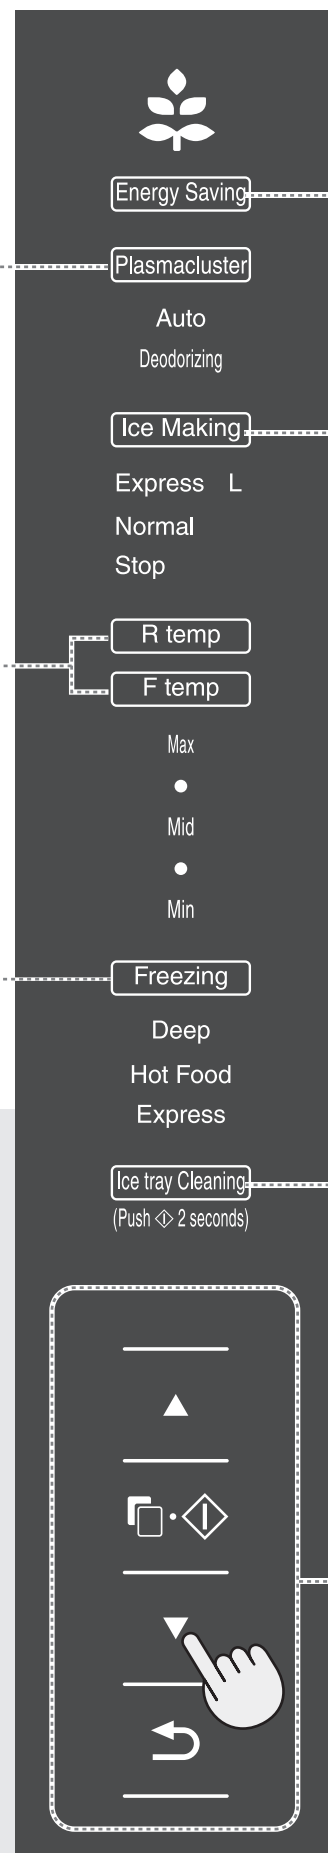 Energy Saving
Plasmacluster
Auto
Deodorizing
Ice Making
Express L
Normal
Stop
R temp
F temp
Max
Mid
Min
Freezing
Deep
Hot Food
Express
Ice tray Cleaning
(Push 2 seconds)